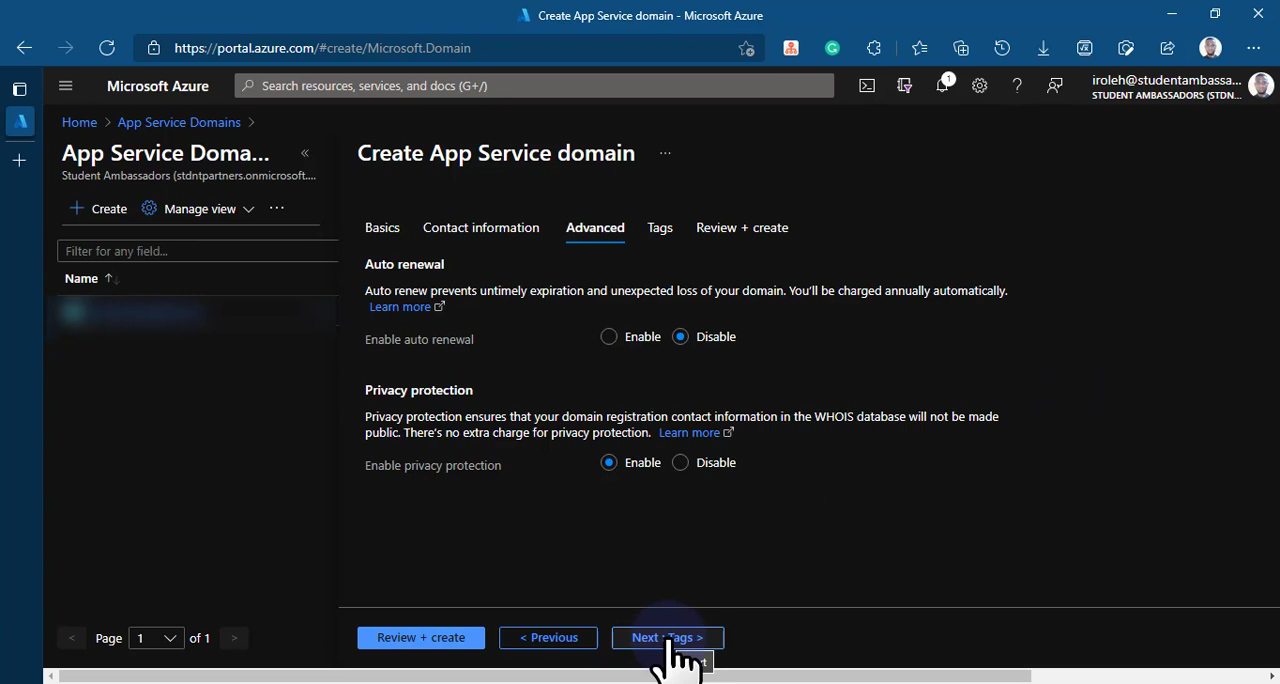 Create App Service domain - Microsoft Azure
https://portal.azure.com/#create/Microsoft.Domain
Microsoft Azure
Search resources, services, and docs (G+/)
1
iroleh@studentambassa...
STUDENT AMBASSADORS (STDN...
Home > App Service Domains >
App Service Doma... «
Student Ambassadors (stdntpartners.onmicrosoft....
+ Create Manage view ...
Filter for any field...
Name ↑↓
Page 1 of 1
Create App Service domain ...
Basics Contact information Advanced Tags Review + create
Auto renewal
Auto renew prevents untimely expiration and unexpected loss of your domain. You'll be charged annually automatically.
Learn more
Enable auto renewal Enable Disable
Privacy protection
Privacy protection ensures that your domain registration contact information in the WHOIS database will not be made
public. There's no extra charge for privacy protection. Learn more
Enable privacy protection Enable Disable
Review + create < Previous Next : Tags >